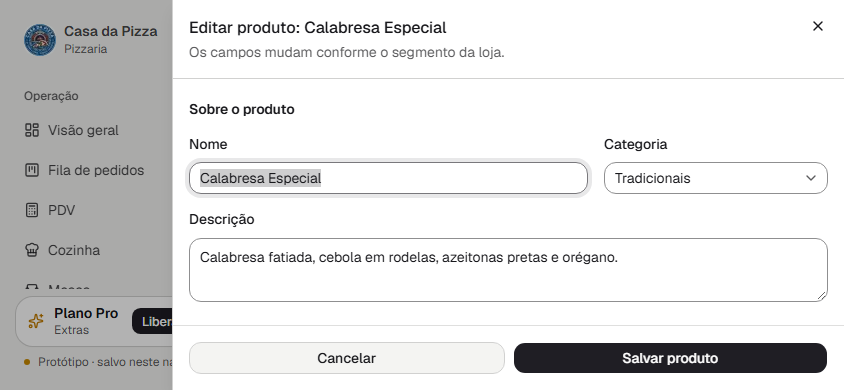 Casa da Pizza
Pizzaria
Operação
Visão geral
Fila de pedidos
PDV
Cozinha
Plano Pro
Extras
Protótipo · salvo neste
Editar produto: Calabresa Especial
Os campos mudam conforme o segmento da loja.
Sobre o produto
Nome
Categoria
Calabresa Especial
Tradicionais
Descrição
Calabresa fatiada, cebola em rodelas, azeitonas pretas e orégano.
Cancelar
Salvar produto